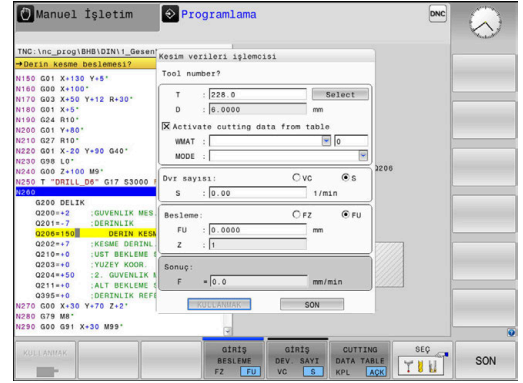 Manuel İşletim
Programlama
DNC
TNC:\nc_prog\BHB\DIN\1_Gesen
→Derin kesme beslemesi?
N150 G01 X+130 Y+5*
N160 G00 X+100*
N170 G03 X+50 Y+12 R+30*
N180 G01 X+5*
N190 G24 R10*
N200 G01 Y+80*
N210 G27 R10*
N220 G01 X-20 Y+90 G40*
N230 G98 L0*
N240 G00 Z+100 M9*
N250 T "DRILL_D6" G17 S3000
N260
G200 DELIK
Q200=+2 ;GUVENLIK MES.
Q201=-7 ;DERINLIK
Q206=150 DERIN KESM
Q202=+7 ;KESME DERINL.
Q210=+0 ;UST BEKLEME
Q203=+0 ;YUZEY KOOR.
Q204=+50 ;2. GUVENLIK
Q211=+0 ;ALT BEKLEME
Q395=+0 ;DERINLIK REFE
N270 G00 X+30 Y+70 Z+2*
N280 G79 M8*
N290 G00 G91 X+30 M99*
Kesim verileri işlemcisi
Tool number?
T : 228.0 Select
D : 6.0000 mm
Activate cutting data from table
WMAT : 0
MODE :
Dvr sayısı: VC S
S : 0.00 1/min
Besleme: FZ FU
FU : 0.0000 mm
Z : 1
Sonuç:
F = 0.0 mm/min
KULLANMAK SON
Q206
KULLANMAK
GİRİŞ BESLEME FZ FU
GİRİŞ DEV. SAYI VC S
CUTTING DATA TABLE KPL AÇK
SEÇ
SON